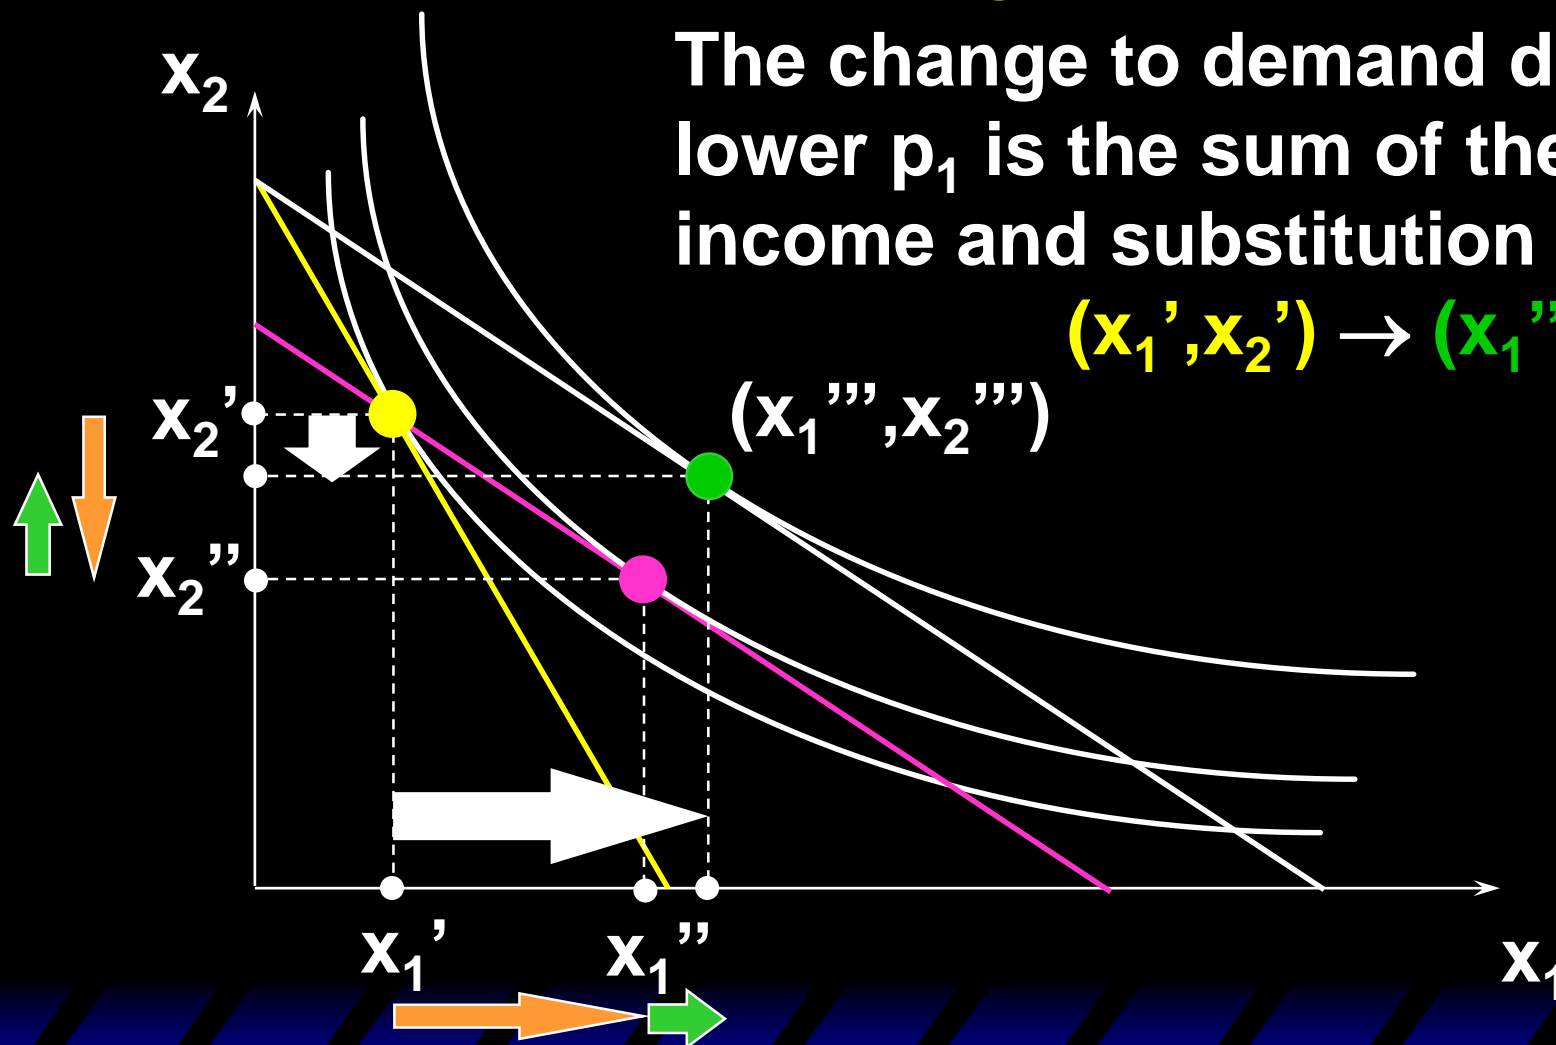 The change to demand d
lower p₁ is the sum of the
income and substitution
(x₁’,x₂’) → (x₁’’
x₂
(x₁’’’,x₂’’’)
x₂’
x₂’’
x₁’
x₁’’
x₁